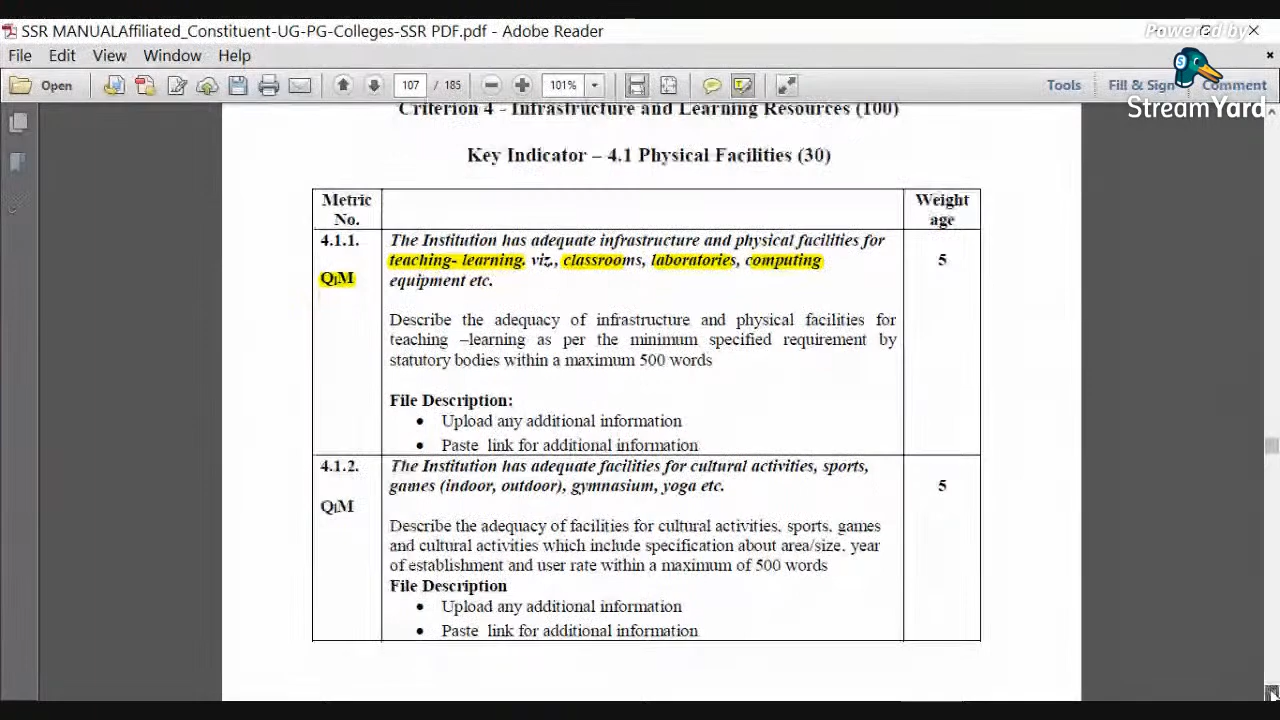 SSR MANUALAffiliated_Constituent-UG-PG-Colleges-SSR PDF.pdf - Adobe Reader
Powered by
File Edit View Window Help
Open 107 / 185 101% Tools Fill & Sign Comment
StreamYard
Criterion 4 - Infrastructure and Learning Resources (100)
Key Indicator – 4.1 Physical Facilities (30)
Metric No.
Weight age
4.1.1.
QlM
The Institution has adequate infrastructure and physical facilities for
teaching- learning. viz., classrooms, laboratories, computing
equipment etc.
5
Describe the adequacy of infrastructure and physical facilities for
teaching –learning as per the minimum specified requirement by
statutory bodies within a maximum 500 words
File Description:
• Upload any additional information
• Paste link for additional information
4.1.2.
QlM
The Institution has adequate facilities for cultural activities, sports,
games (indoor, outdoor), gymnasium, yoga etc.
5
Describe the adequacy of facilities for cultural activities, sports, games
and cultural activities which include specification about area/size, year
of establishment and user rate within a maximum of 500 words
File Description
• Upload any additional information
• Paste link for additional information